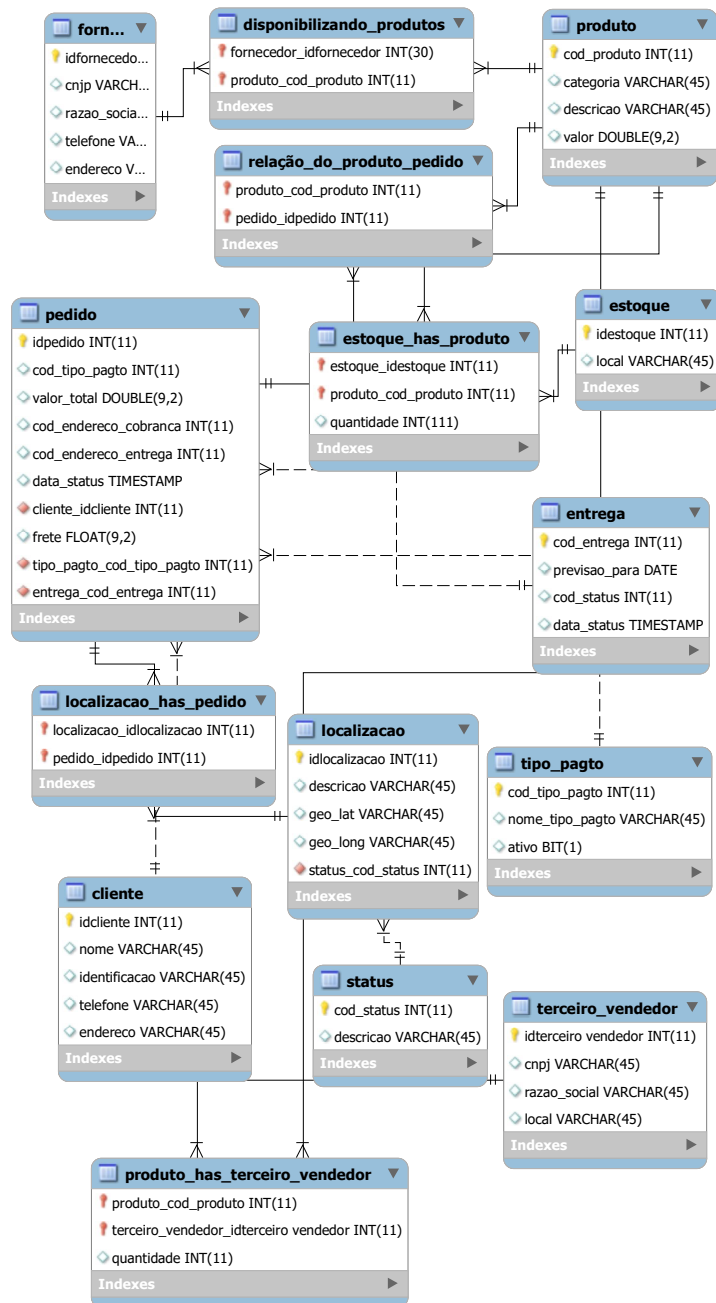 forn...
idfornecedo...
cnjp VARCH...
razao_socia...
telefone VA...
endereco V...
Indexes
disponibilizando_produtos
fornecedor_idfornecedor INT(30)
produto_cod_produto INT(11)
Indexes
produto
cod_produto INT(11)
categoria VARCHAR(45)
descricao VARCHAR(45)
valor DOUBLE(9,2)
Indexes
relação_do_produto_pedido
produto_cod_produto INT(11)
pedido_idpedido INT(11)
Indexes
pedido
idpedido INT(11)
cod_tipo_pagto INT(11)
valor_total DOUBLE(9,2)
cod_endereco_cobranca INT(11)
cod_endereco_entrega INT(11)
data_status TIMESTAMP
cliente_idcliente INT(11)
frete FLOAT(9,2)
tipo_pagto_cod_tipo_pagto INT(11)
entrega_cod_entrega INT(11)
Indexes
estoque_has_produto
estoque_idestoque INT(11)
produto_cod_produto INT(11)
quantidade INT(111)
Indexes
estoque
idestoque INT(11)
local VARCHAR(45)
Indexes
entrega
cod_entrega INT(11)
previsao_para DATE
cod_status INT(11)
data_status TIMESTAMP
Indexes
localizacao_has_pedido
localizacao_idlocalizacao INT(11)
pedido_idpedido INT(11)
Indexes
localizacao
idlocalizacao INT(11)
descricao VARCHAR(45)
geo_lat VARCHAR(45)
geo_long VARCHAR(45)
status_cod_status INT(11)
Indexes
tipo_pagto
cod_tipo_pagto INT(11)
nome_tipo_pagto VARCHAR(45)
ativo BIT(1)
Indexes
cliente
idcliente INT(11)
nome VARCHAR(45)
identificacao VARCHAR(45)
telefone VARCHAR(45)
endereco VARCHAR(45)
Indexes
status
cod_status INT(11)
descricao VARCHAR(45)
Indexes
terceiro_vendedor
idterceiro vendedor INT(11)
cnpj VARCHAR(45)
razao_social VARCHAR(45)
local VARCHAR(45)
Indexes
produto_has_terceiro_vendedor
produto_cod_produto INT(11)
terceiro_vendedor_idterceiro vendedor INT(11)
quantidade INT(11)
Indexes